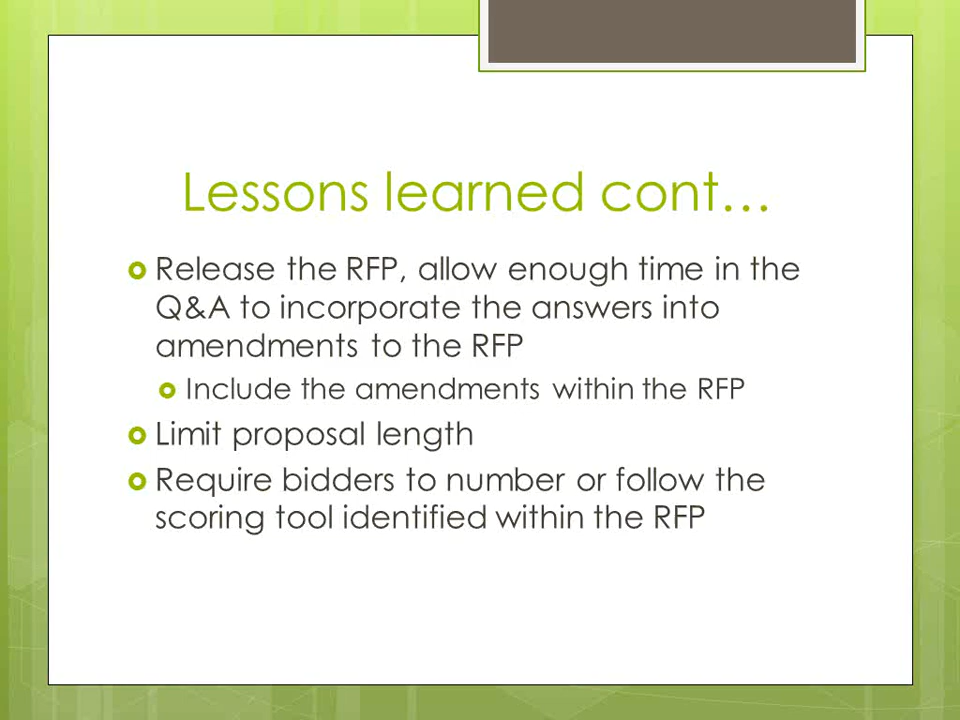 Lessons learned cont…
Release the RFP, allow enough time in the
Q&A to incorporate the answers into
amendments to the RFP
Include the amendments within the RFP
Limit proposal length
Require bidders to number or follow the
scoring tool identified within the RFP